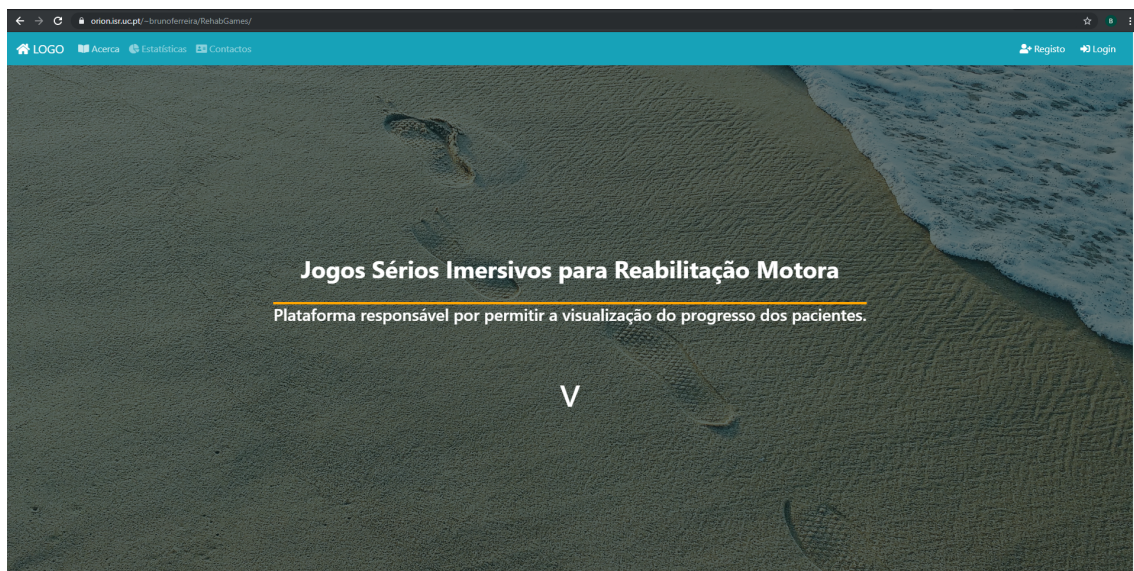 orion.isr.uc.pt/~brunoferreira/RehabGames/
B
LOGO Acerca Estatísticas Contactos Registo Login
Jogos Sérios Imersivos para Reabilitação Motora
Plataforma responsável por permitir a visualização do progresso dos pacientes.
V